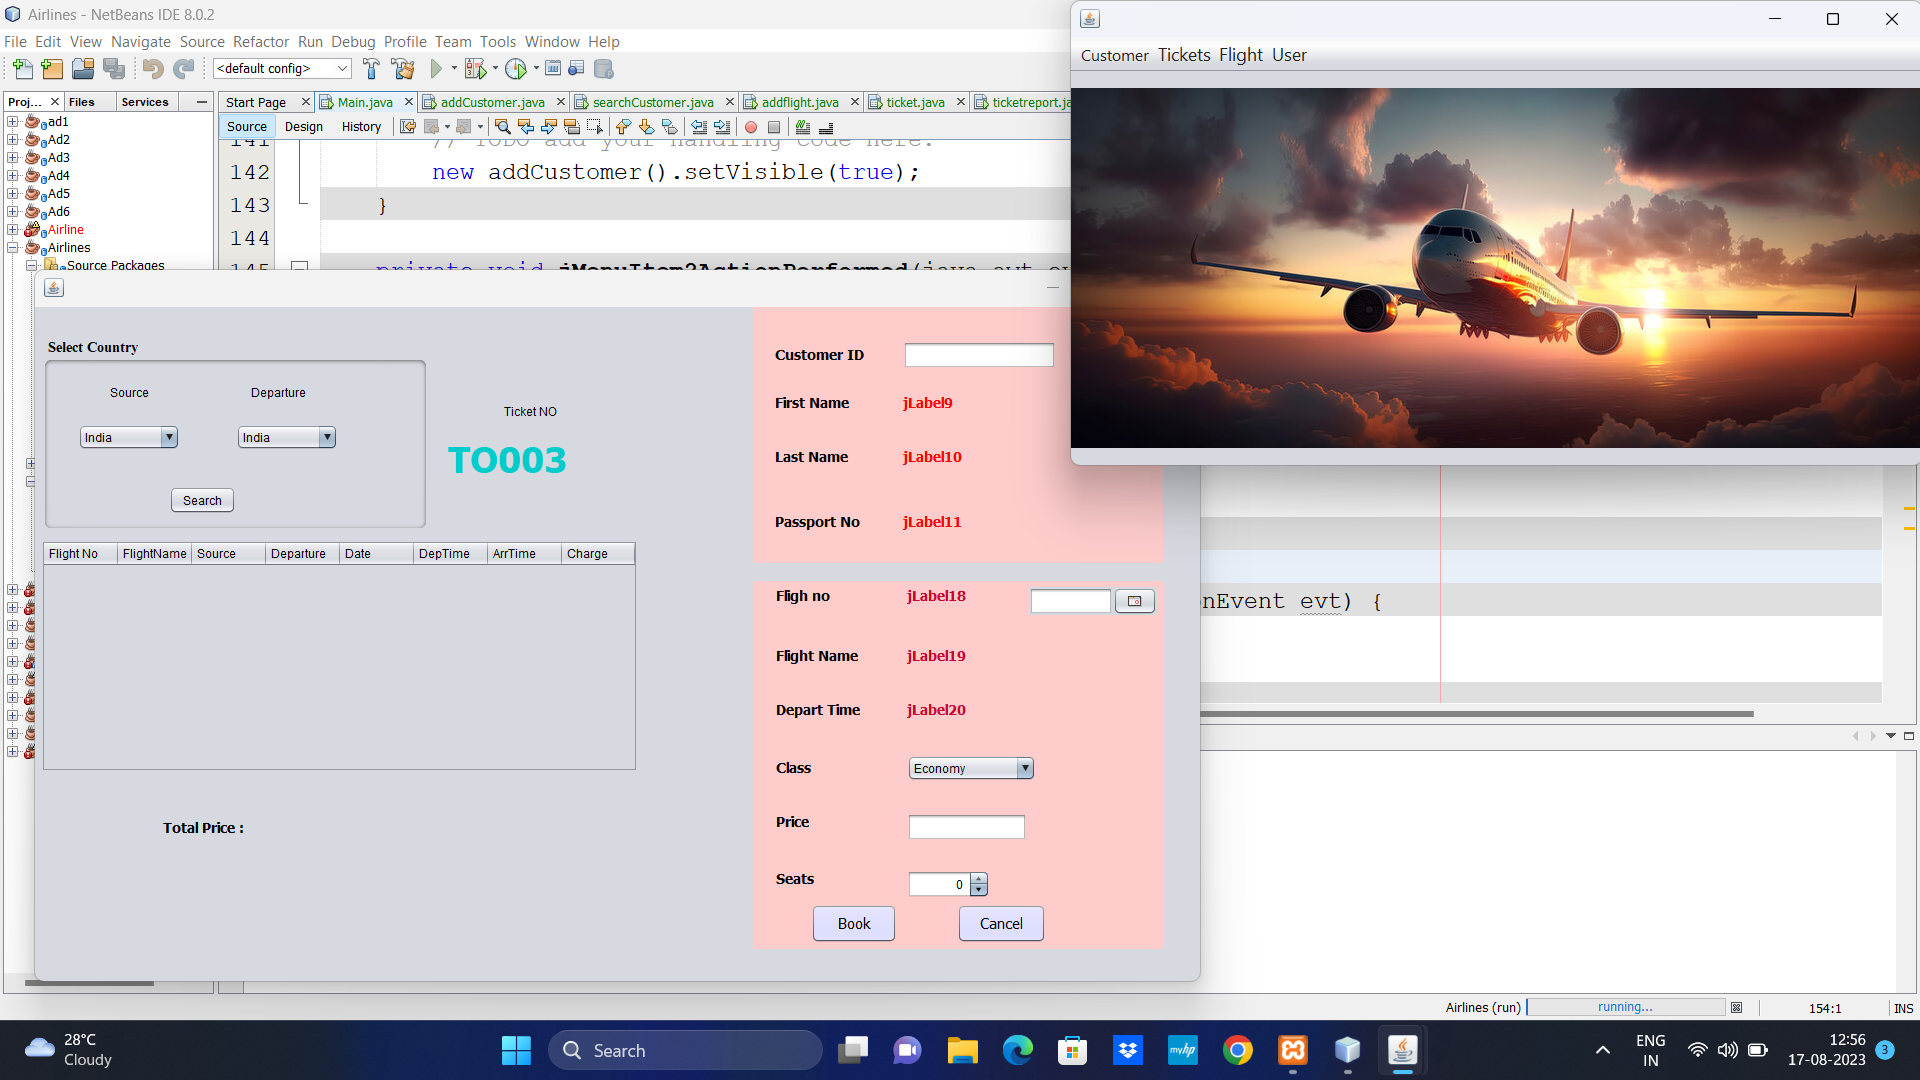 Airlines - NetBeans IDE 8.0.2
File Edit View Navigate Source Refactor Run Debug Profile Team Tools Window Help
<default config>
Proj... Files Services
Start Page Main.java addCustomer.java searchCustomer.java addflight.java ticket.java ticketreport.ja
Source Design History
ad1
Ad2
Ad3
Ad4
Ad5
Ad6
Airline
Airlines
Source Packages
141 // TODO add your handling code here:
142 new addCustomer().setVisible(true);
143 }
144
145 private void jMenuItem2ActionPerformed(java.awt.ev
Customer Tickets Flight User
Select Country
Source Departure
India India
Search
Ticket NO
TO003
Flight No FlightName Source Departure Date DepTime ArrTime Charge
Total Price :
Customer ID
First Name jLabel9
Last Name jLabel10
Passport No jLabel11
Fligh no jLabel18
Flight Name jLabel19
Depart Time jLabel20
Class Economy
Price
Seats 0
Book Cancel
onEvent evt) {
Airlines (run) running... 154:1 INS
28°C
Cloudy
Search
myhp
ENG
IN
12:56
17-08-2023
3